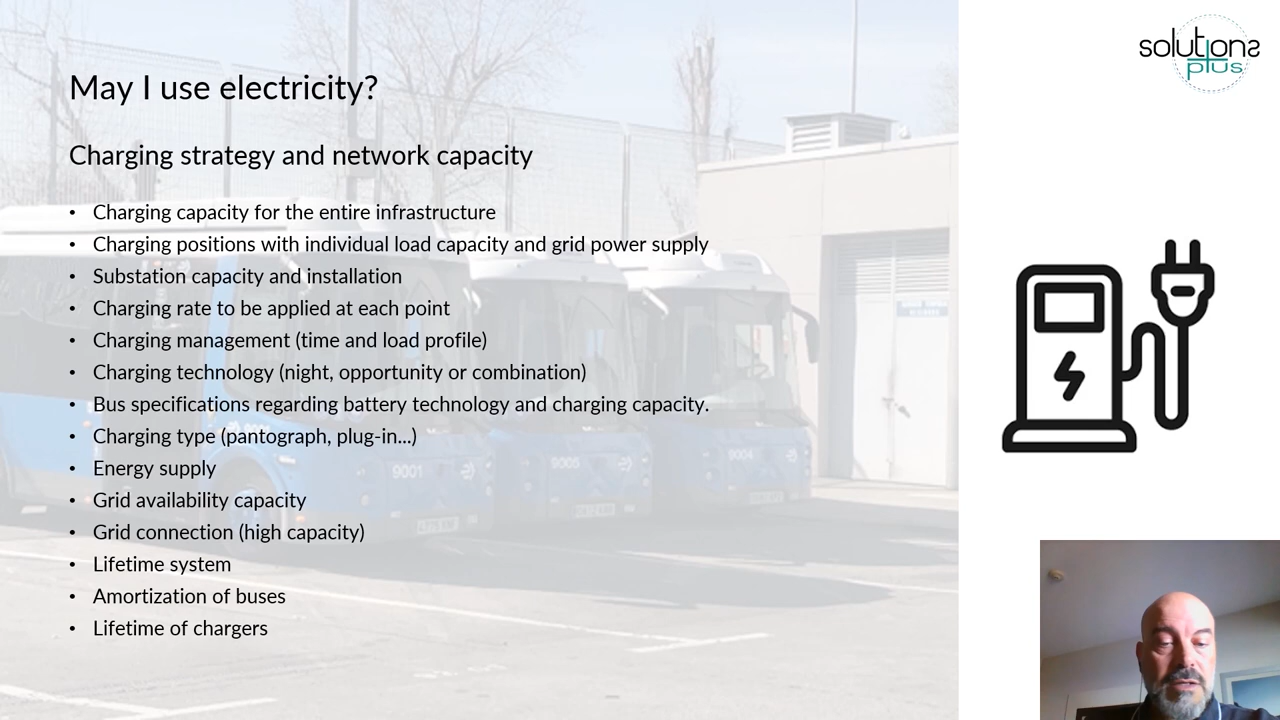 solutions
plus
May I use electricity?
Charging strategy and network capacity
• Charging capacity for the entire infrastructure
• Charging positions with individual load capacity and grid power supply
• Substation capacity and installation
• Charging rate to be applied at each point
• Charging management (time and load profile)
• Charging technology (night, opportunity or combination)
• Bus specifications regarding battery technology and charging capacity.
• Charging type (pantograph, plug-in...)
• Energy supply
• Grid availability capacity
• Grid connection (high capacity)
• Lifetime system
• Amortization of buses
• Lifetime of chargers
9001
9005
9004